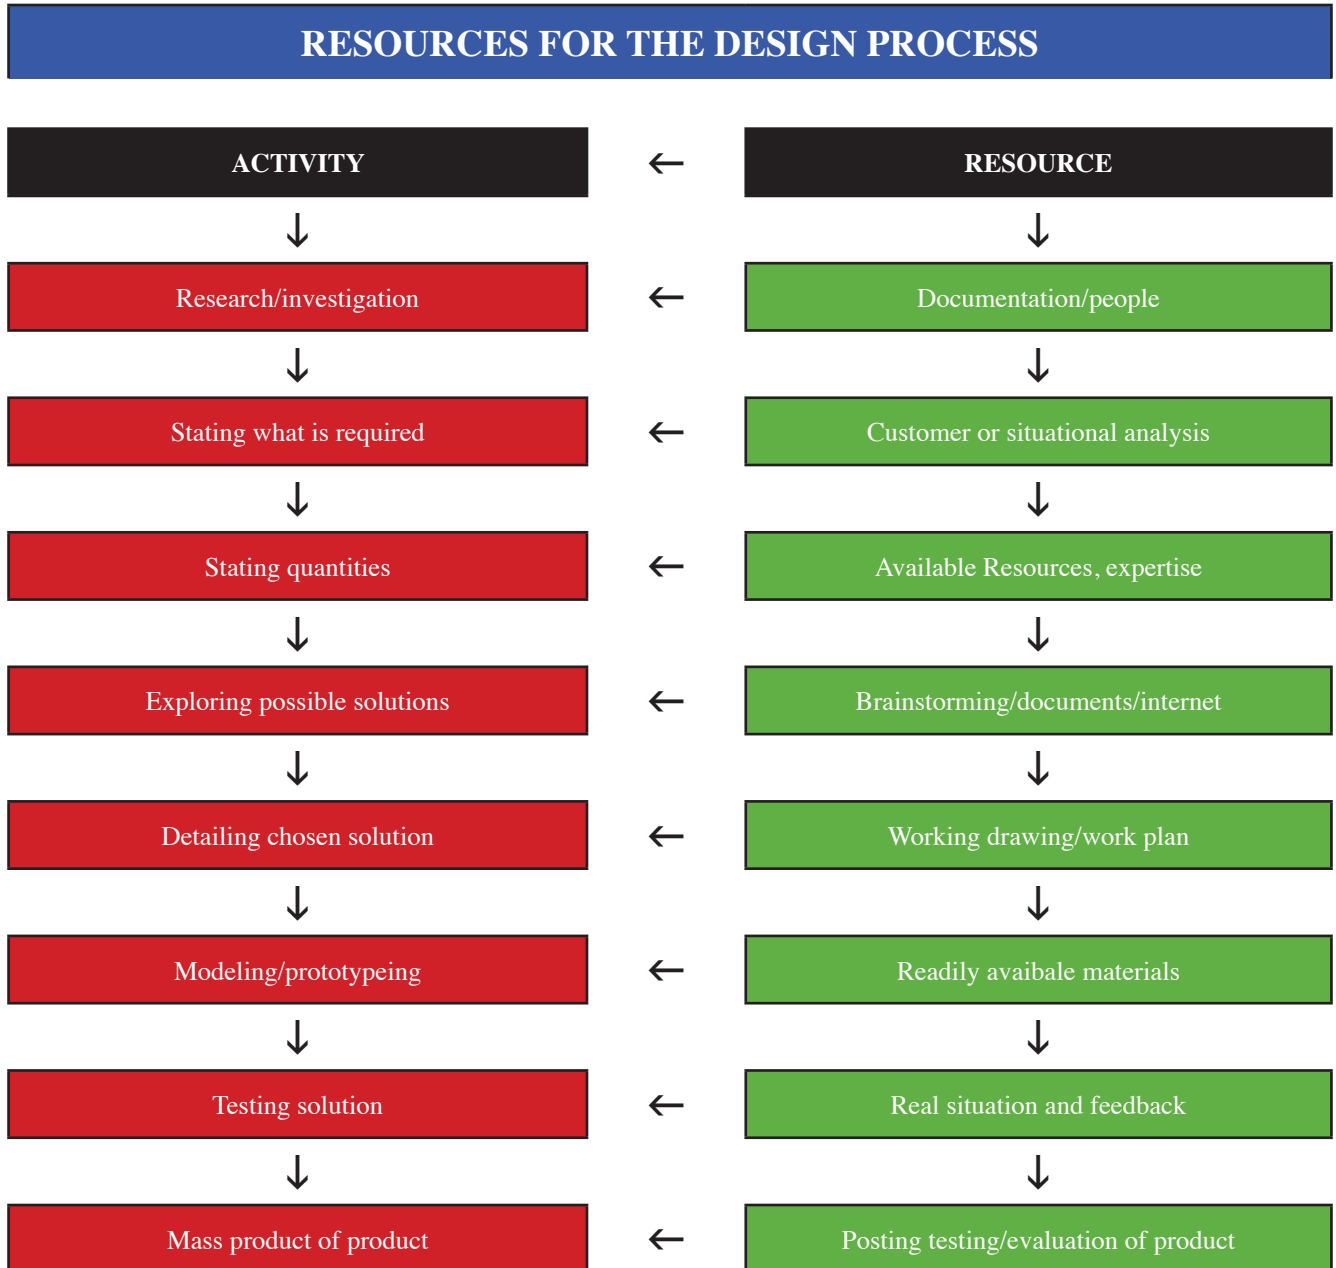 RESOURCES FOR THE DESIGN PROCESS
ACTIVITY ← RESOURCE
Research/investigation ← Documentation/people
Stating what is required ← Customer or situational analysis
Stating quantities ← Available Resources, expertise
Exploring possible solutions ← Brainstorming/documents/internet
Detailing chosen solution ← Working drawing/work plan
Modeling/prototypeing ← Readily avaibale materials
Testing solution ← Real situation and feedback
Mass product of product ← Posting testing/evaluation of product